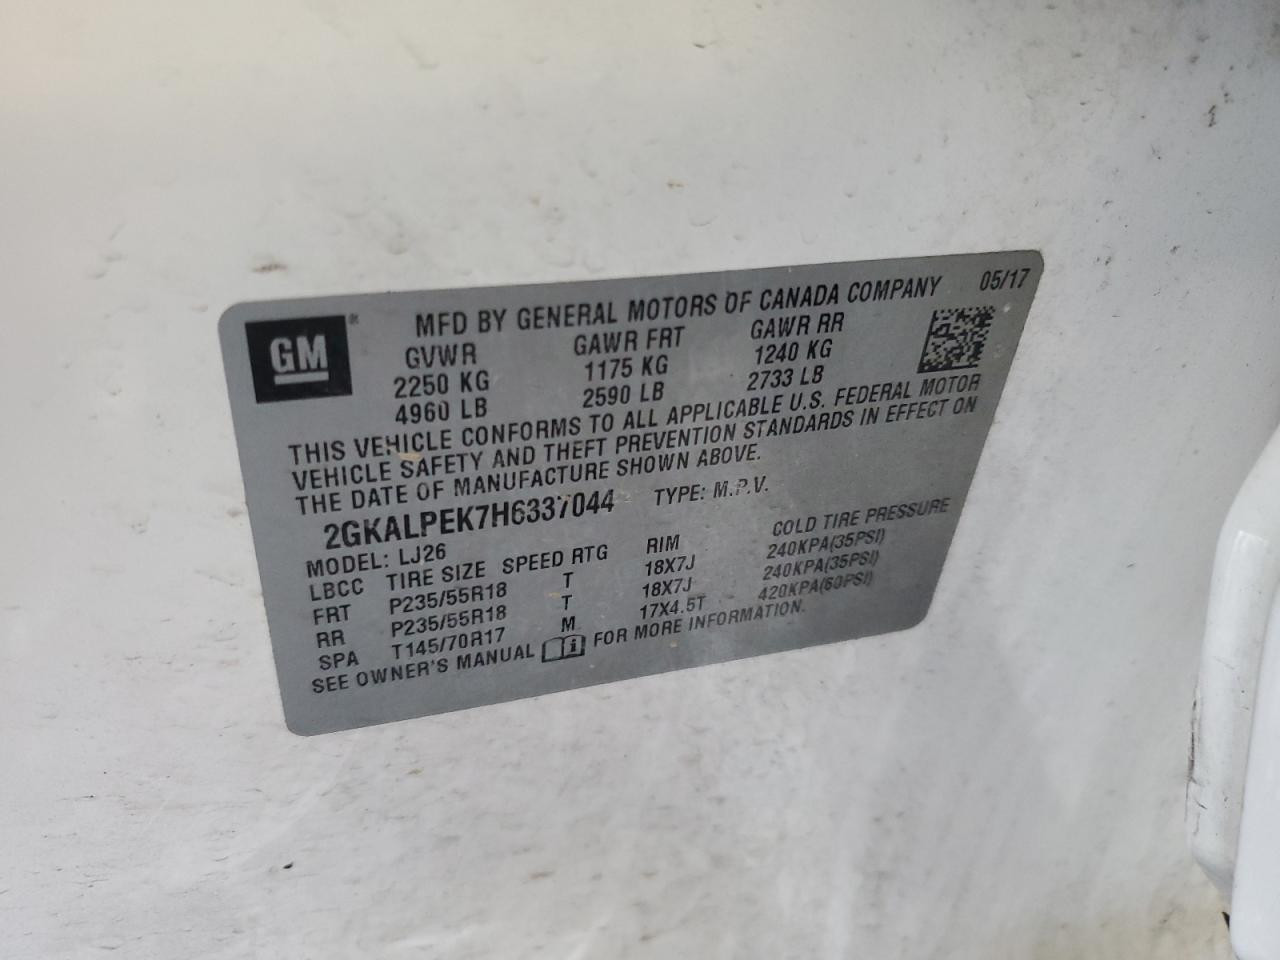 GM ®
MFD BY GENERAL MOTORS OF CANADA COMPANY 05/17
GVWR GAWR FRT GAWR RR
2250 KG 1175 KG 1240 KG
4960 LB 2590 LB 2733 LB
THIS VEHICLE CONFORMS TO ALL APPLICABLE U.S. FEDERAL MOTOR
VEHICLE SAFETY AND THEFT PREVENTION STANDARDS IN EFFECT ON
THE DATE OF MANUFACTURE SHOWN ABOVE.
2GKALPEK7H6337044 TYPE: M.P.V.
MODEL: LJ26
LBCC TIRE SIZE SPEED RTG RIM COLD TIRE PRESSURE
FRT P235/55R18 T 18X7J 240KPA(35PSI)
RR P235/55R18 T 18X7J 240KPA(35PSI)
SPA T145/70R17 M 17X4.5T 420KPA(60PSI)
SEE OWNER'S MANUAL i FOR MORE INFORMATION.